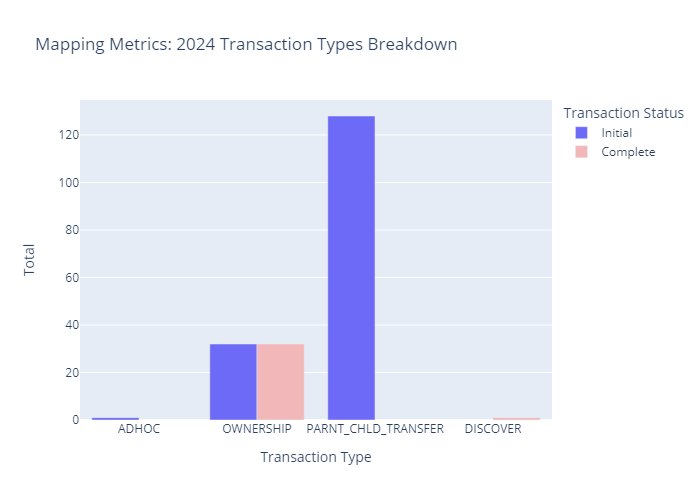 Mapping Metrics: 2024 Transaction Types Breakdown
Transaction Status
Initial
Complete
120
100
80
60
40
20
0
Total
ADHOC OWNERSHIP PARNT_CHLD_TRANSFER DISCOVER
Transaction Type